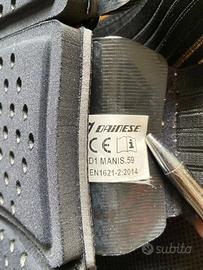 DAINESE
CE
D1 MANIS.59
EN1621-2:2014
subito